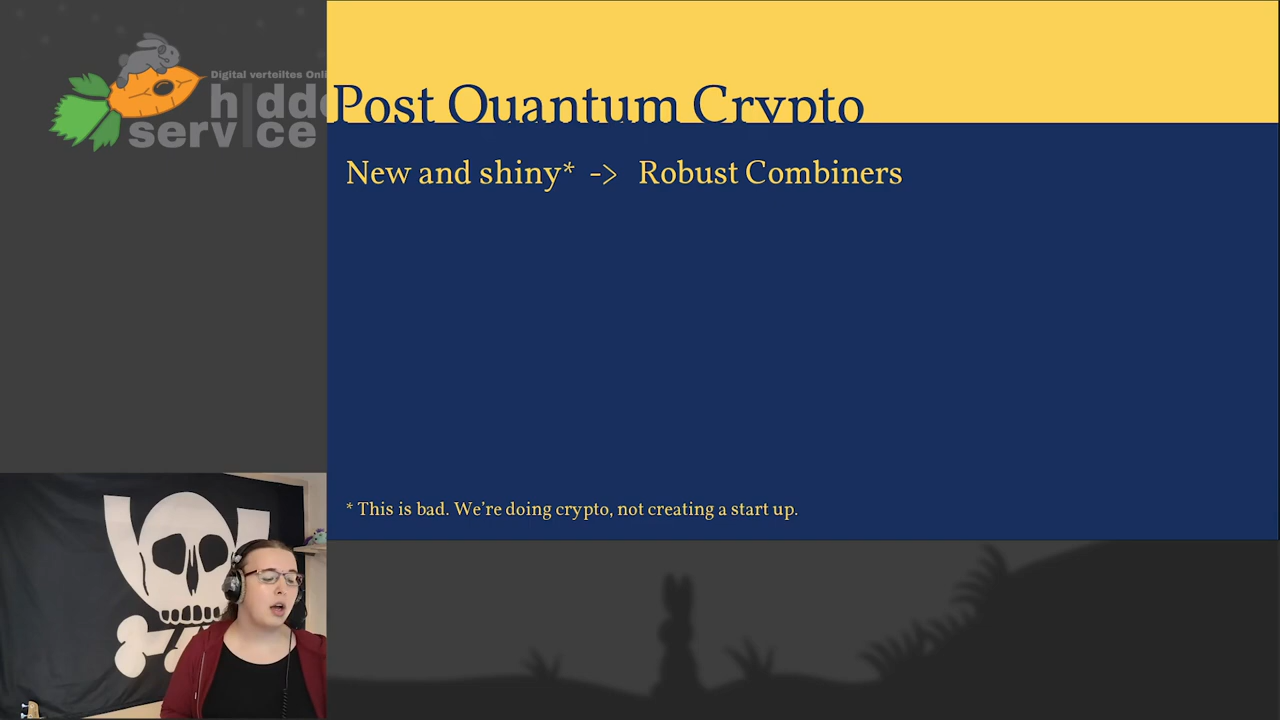 Digital verteiltes Onli
hidde
service
Post Quantum Crypto
New and shiny* -> Robust Combiners
* This is bad. We're doing crypto, not creating a start up.